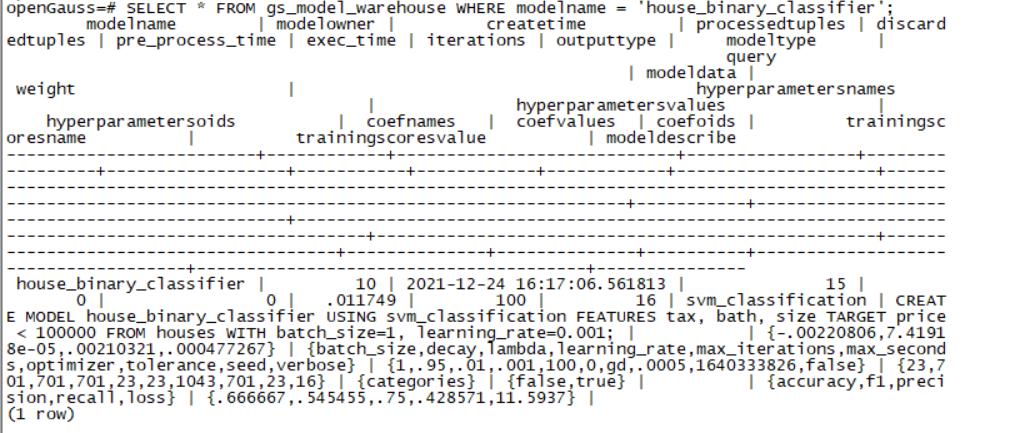 openGauss=# SELECT * FROM gs_model_warehouse WHERE modelname = 'house_binary_classifier';
modelname | modelowner | createtime | processedtuples | discard
edtuples | pre_process_time | exec_time | iterations | outputtype | modeltype |
query
| modeldata |
weight | hyperparametersnames
| hyperparametersvalues |
hyperparametersoids | coefnames | coefvalues | coefoids | trainingsc
oresname | trainingscoresvalue | modeldescribe
---------------------------+---------------+--------------------------------+-------------------+---------
----------+--------------------+------------+--------------+--------------+----------------------+-------
-----------------------------------------------------------------------------------------------
-------------------------------------------------------------------+-----------+--------------------
------------------------------+---------------------------------------------------------------------
---------------------------------------+------------------------------------------------------+-------
-----------------------------------+---------------+---------------+-----------+--------------------
--------------------+------------------------------------------+----------------
house_binary_classifier | 10 | 2021-12-24 16:17:06.561813 | 15 |
0 | 0 | .011749 | 100 | 16 | svm_classification | CREAT
E MODEL house_binary_classifier USING svm_classification FEATURES tax, bath, size TARGET price
< 100000 FROM houses WITH batch_size=1, learning_rate=0.001; | | {-.00220806,7.4191
8e-05,.00210321,.000477267} | {batch_size,decay,lambda,learning_rate,max_iterations,max_second
s,optimizer,tolerance,seed,verbose} | {1,.95,.01,.001,100,0,gd,.0005,1640333826,false} | {23,7
01,701,701,23,23,1043,701,23,16} | {categories} | {false,true} | | {accuracy,f1,preci
sion,recall,loss} | {.666667,.545455,.75,.428571,11.5937} |
(1 row)